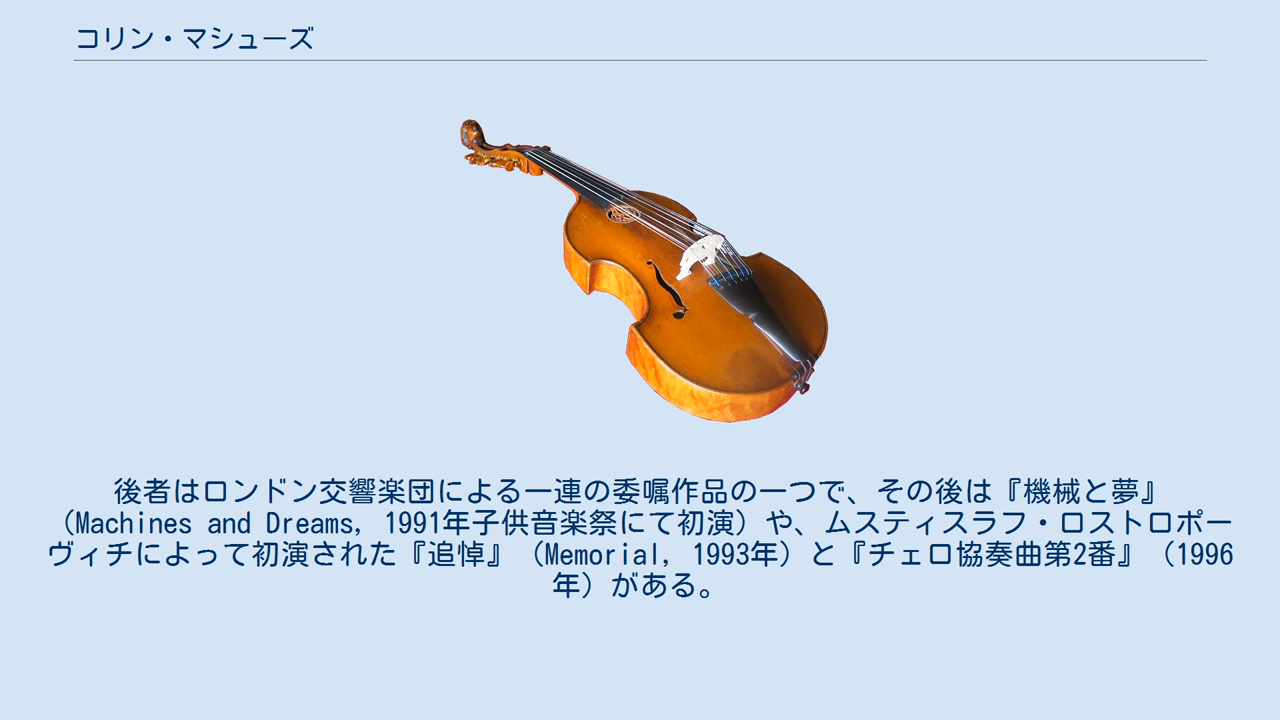 コリン・マシューズ
後者はロンドン交響楽団による一連の委嘱作品の一つで、その後は『機械と夢』
（Machines and Dreams, 1991年子供音楽祭にて初演）や、ムスティスラフ・ロストロポー
ヴィチによって初演された『追悼』（Memorial, 1993年）と『チェロ協奏曲第2番』（1996
年）がある。